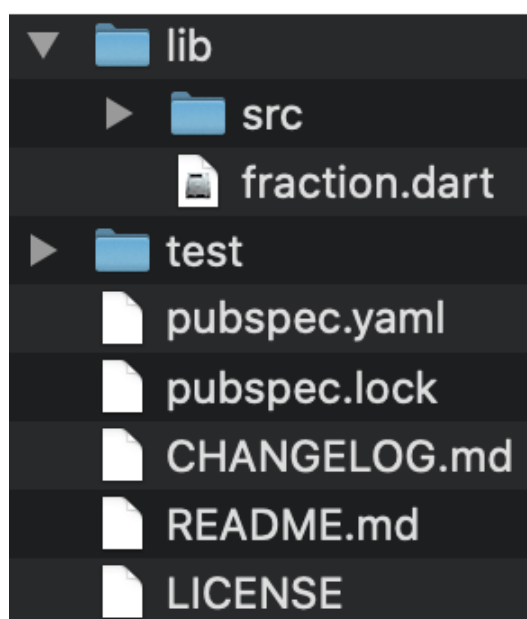 lib
src
fraction.dart
test
pubspec.yaml
pubspec.lock
CHANGELOG.md
README.md
LICENSE